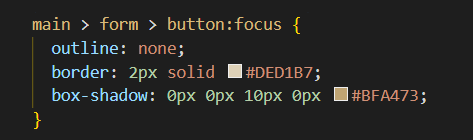 main > form > button:focus {
outline: none;
border: 2px solid #DED1B7;
box-shadow: 0px 0px 10px 0px #BFA473;
}